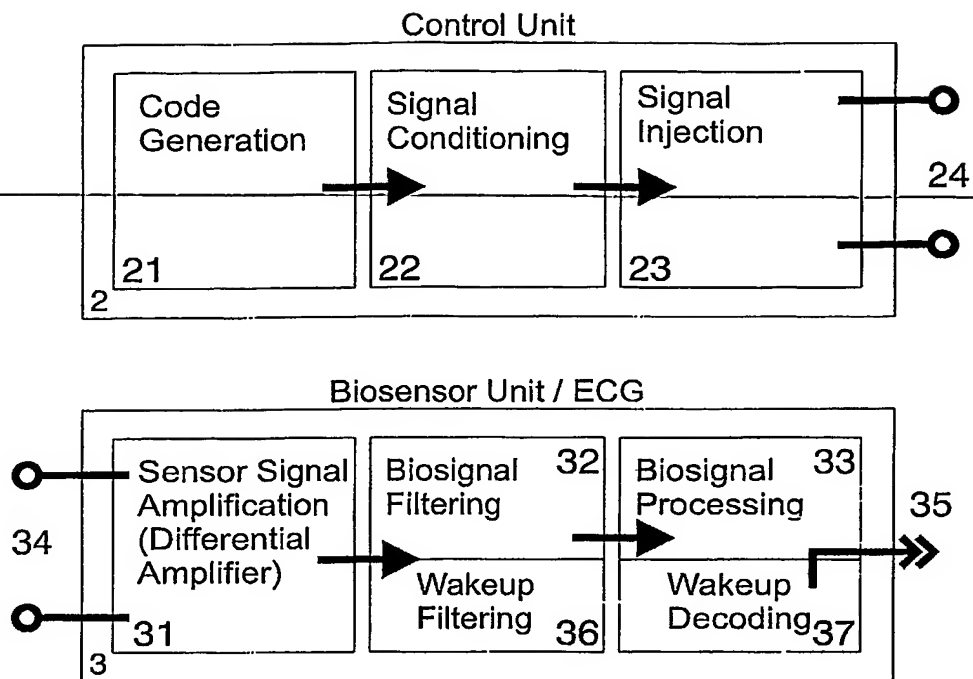 Control Unit
Code
Generation
21
Signal
Conditioning
22
Signal
Injection
23
24
2
Biosensor Unit / ECG
34
Sensor Signal
Amplification
(Differential
Amplifier)
31
Biosignal
Filtering
32
Wakeup
Filtering
36
Biosignal
Processing
33
Wakeup
Decoding
37
35
3